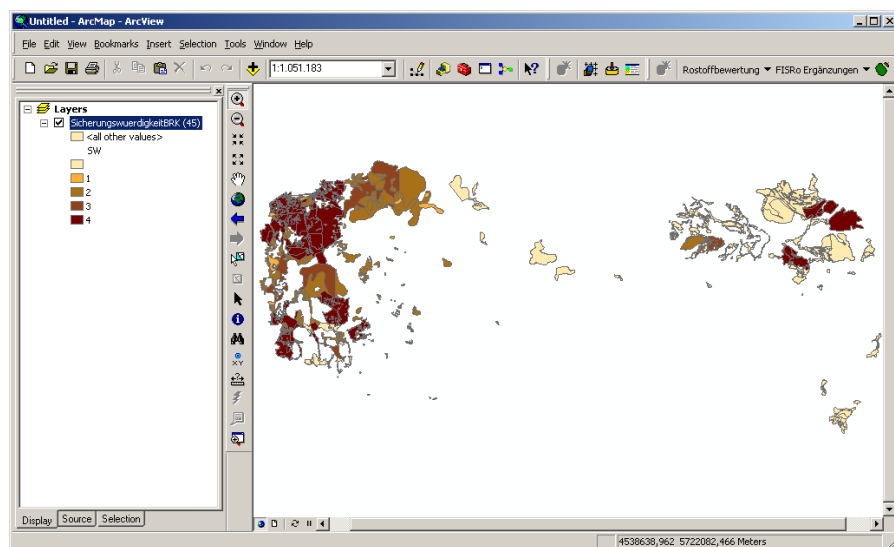 Untitled - ArcMap - ArcView
File Edit View Bookmarks Insert Selection Tools Window Help
1:1.051.183 Rostoffbewertung FISRo Ergänzungen
Layers
SicherungswuerdigkeitBRK (45)
<all other values>
SW
1
2
3
4
XY
Display Source Selection
4538638,962 5722082,466 Meters